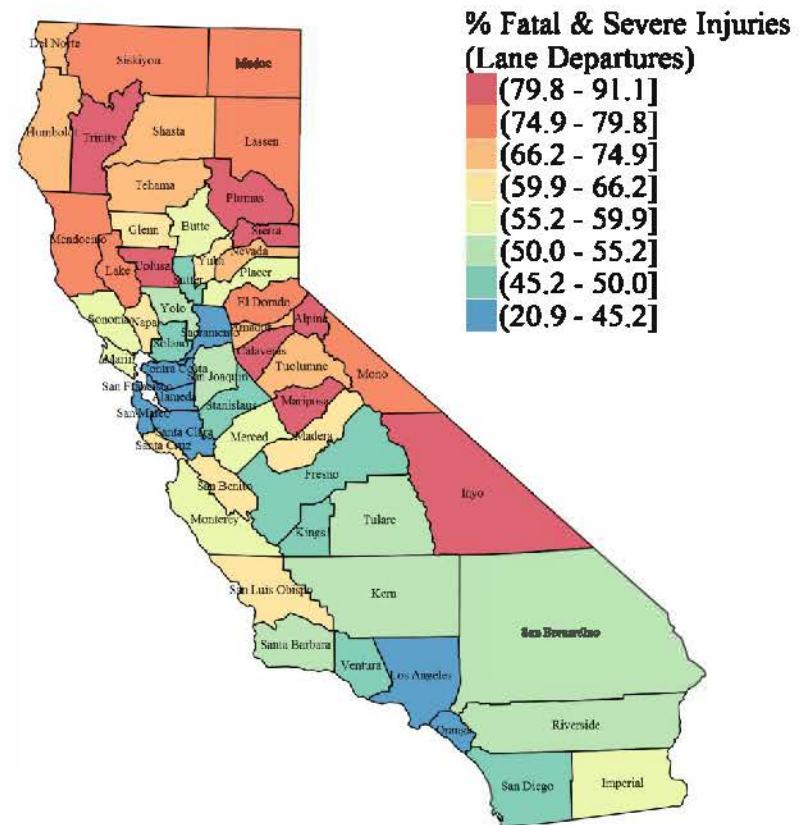 % Fatal & Severe Injuries
(Lane Departures)
(79.8 - 91.1]
(74.9 - 79.8]
(66.2 - 74.9]
(59.9 - 66.2]
(55.2 - 59.9]
(50.0 - 55.2]
(45.2 - 50.0]
(20.9 - 45.2]
Del Norte
Siskiyou
Modoc
Humboldt
Trinity
Shasta
Lassen
Tehama
Plumas
Butte
Glenn
Mendocino
Sierra
Nevada
Yuba
Lake
Colusa
Sutter
Placer
El Dorado
Yolo
Sonoma
Napa
Sacramento
Amador
Alpine
Solano
Calaveras
Marin
Tuolumne
Contra Costa
San Joaquin
Mono
San Francisco
Alameda
Mariposa
Stanislaus
San Mateo
Santa Clara
Merced
Madera
Santa Cruz
Fresno
San Benito
Inyo
Monterey
Tulare
Kings
San Luis Obispo
Kern
San Bernardino
Santa Barbara
Ventura
Los Angeles
Orange
Riverside
San Diego
Imperial